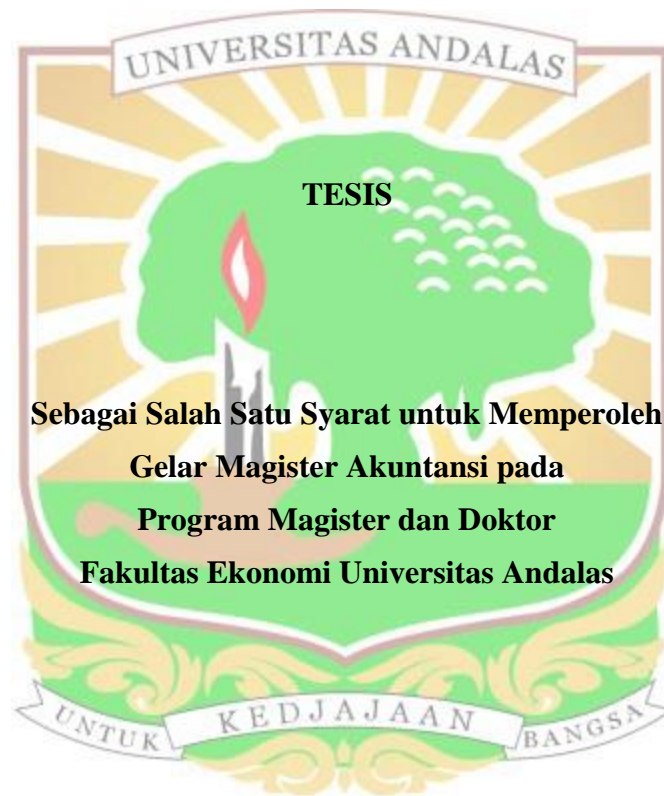 UNIVERSITAS ANDALAS
TESIS
Sebagai Salah Satu Syarat untuk Memperoleh
Gelar Magister Akuntansi pada
Program Magister dan Doktor
Fakultas Ekonomi Universitas Andalas
UNTUK KEDJAJAAN BANGSA